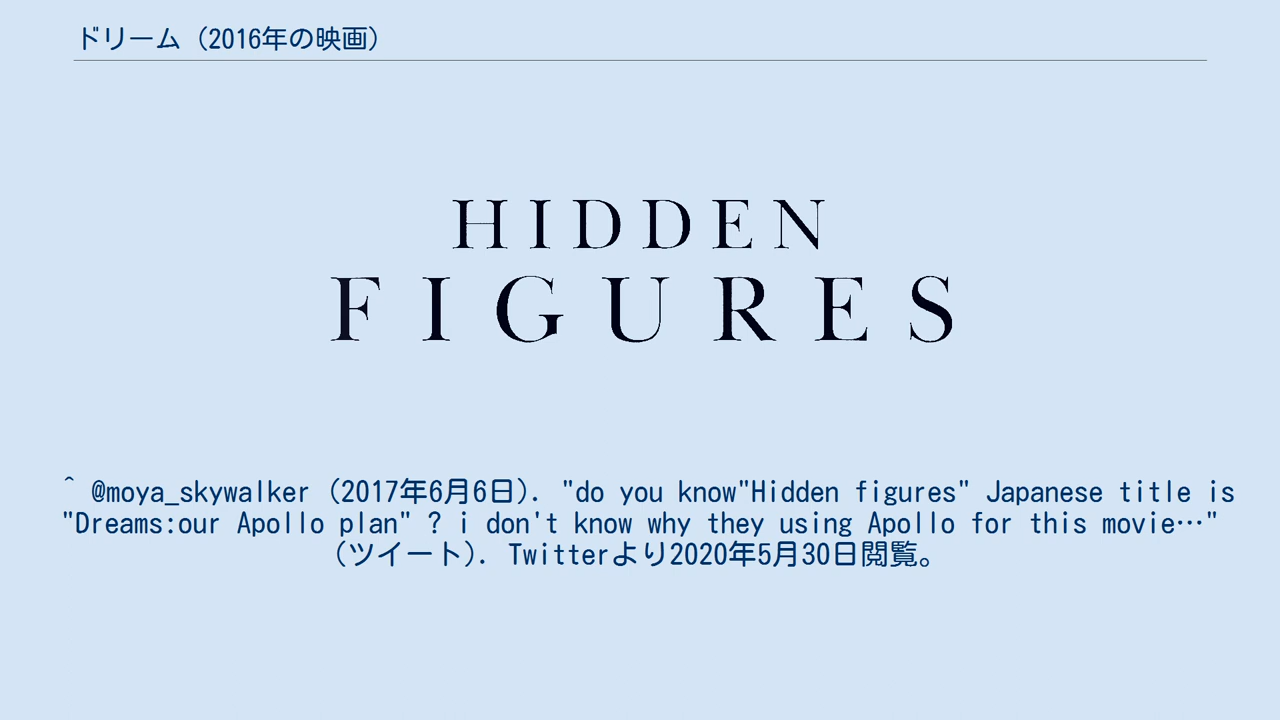 ドリーム（2016年の映画）
HIDDEN
FIGURES
^ @moya_skywalker (2017年6月6日). "do you know"Hidden figures" Japanese title is
"Dreams:our Apollo plan" ? i don't know why they using Apollo for this movie…"
(ツイート). Twitterより2020年5月30日閲覧。